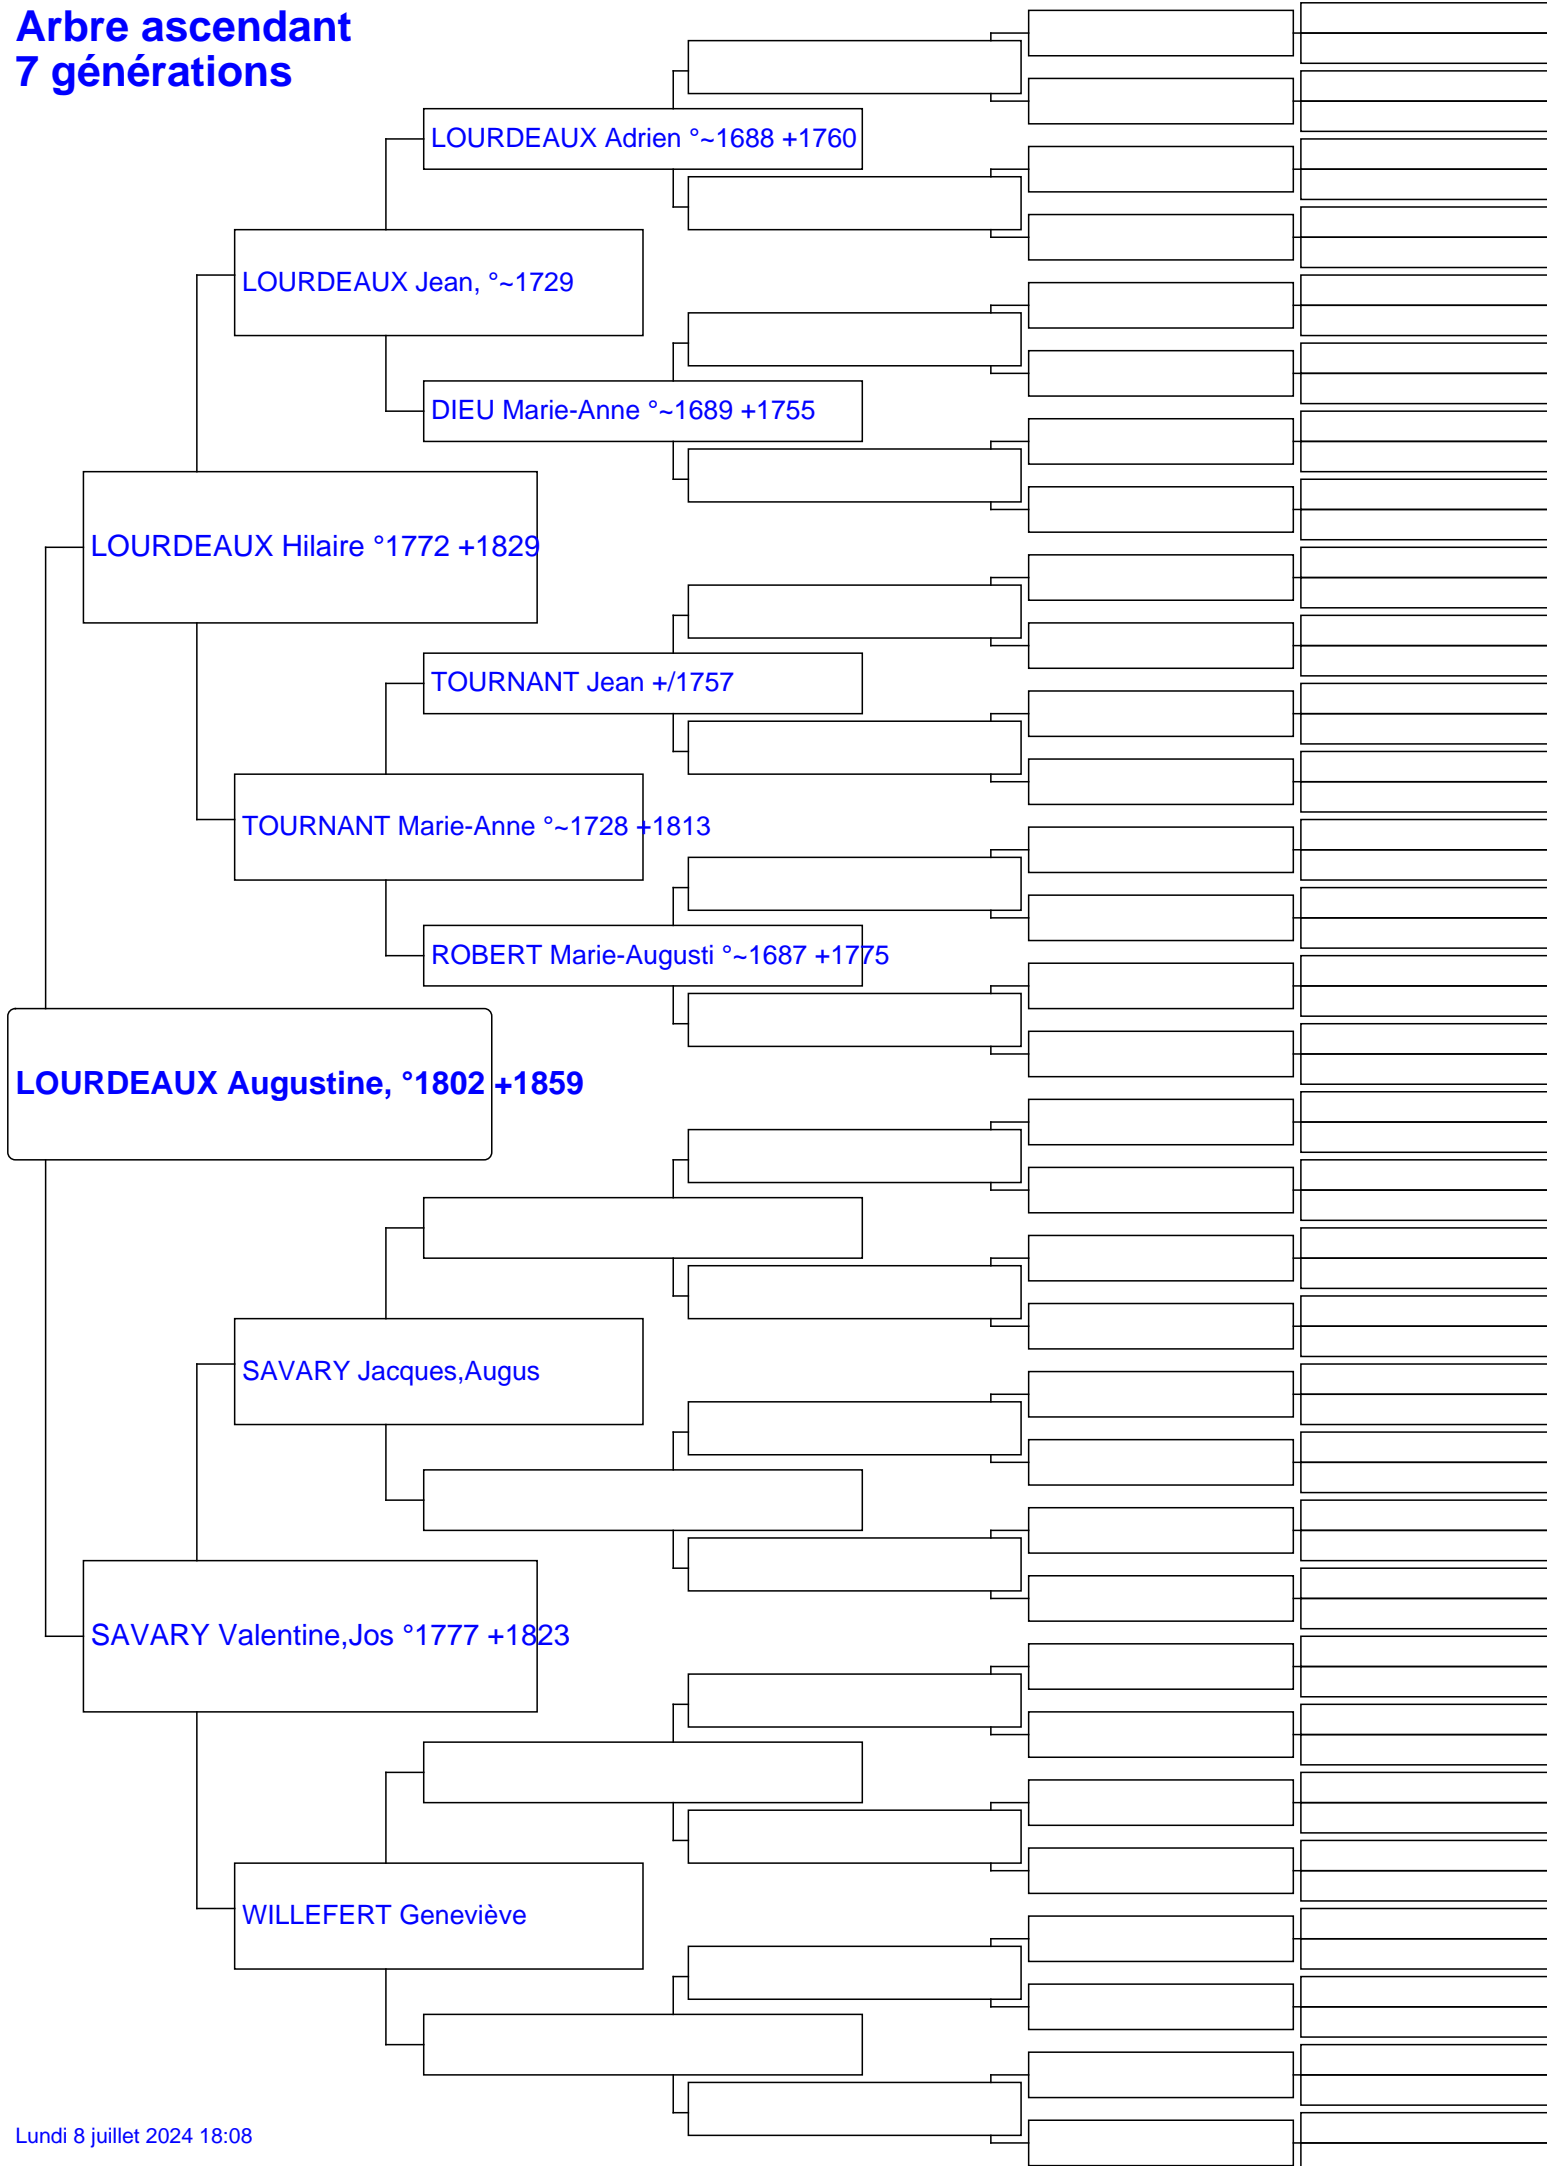 Arbre ascendant
7 générations
LOURDEAUX Adrien °~1688 +1760
LOURDEAUX Jean, °~1729
DIEU Marie-Anne °~1689 +1755
LOURDEAUX Hilaire °1772 +1829
TOURNANT Jean +/1757
TOURNANT Marie-Anne °~1728 +1813
ROBERT Marie-Augusti °~1687 +1775
LOURDEAUX Augustine, °1802 +1859
SAVARY Jacques,Augus
SAVARY Valentine,Jos °1777 +1823
WILLEFERT Geneviève
Lundi 8 juillet 2024 18:08